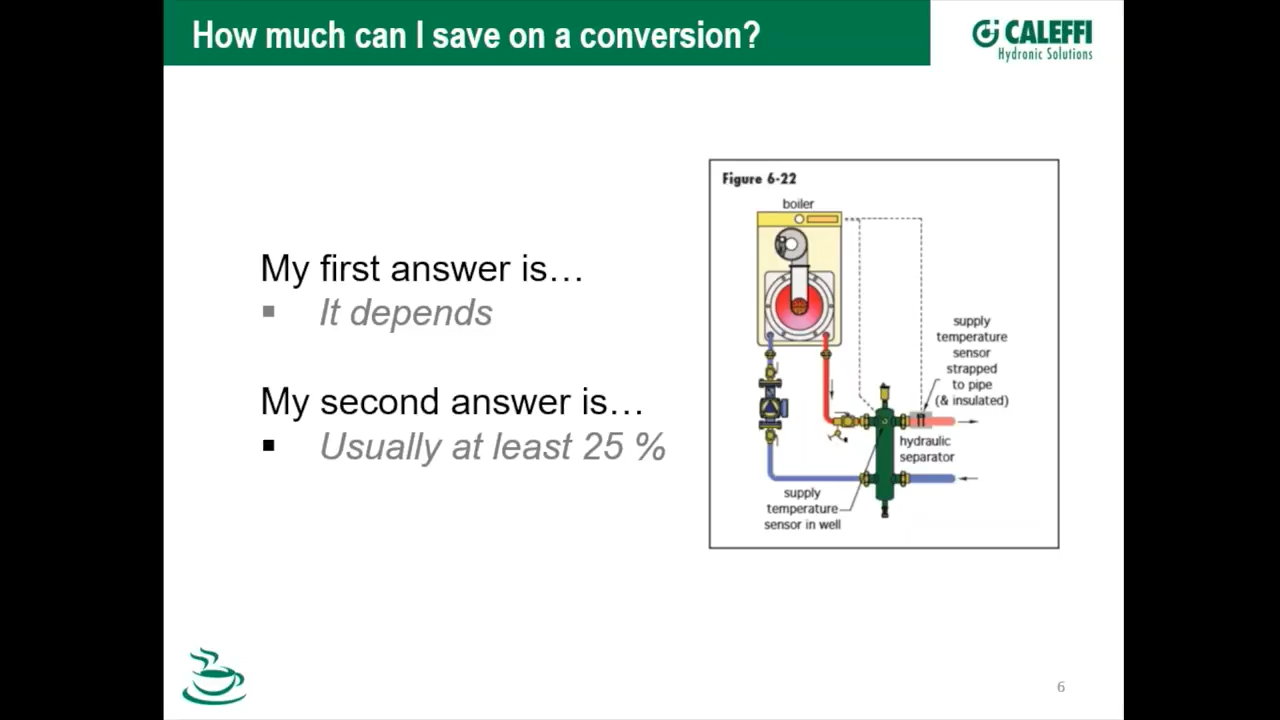 How much can I save on a conversion?
CALEFFI
Hydronic Solutions
My first answer is…
▪ It depends
My second answer is…
▪ Usually at least 25 %
Figure 6-22
boiler
supply
temperature
sensor
strapped
to pipe
(& insulated)
hydraulic
separator
supply
temperature
sensor in well
6